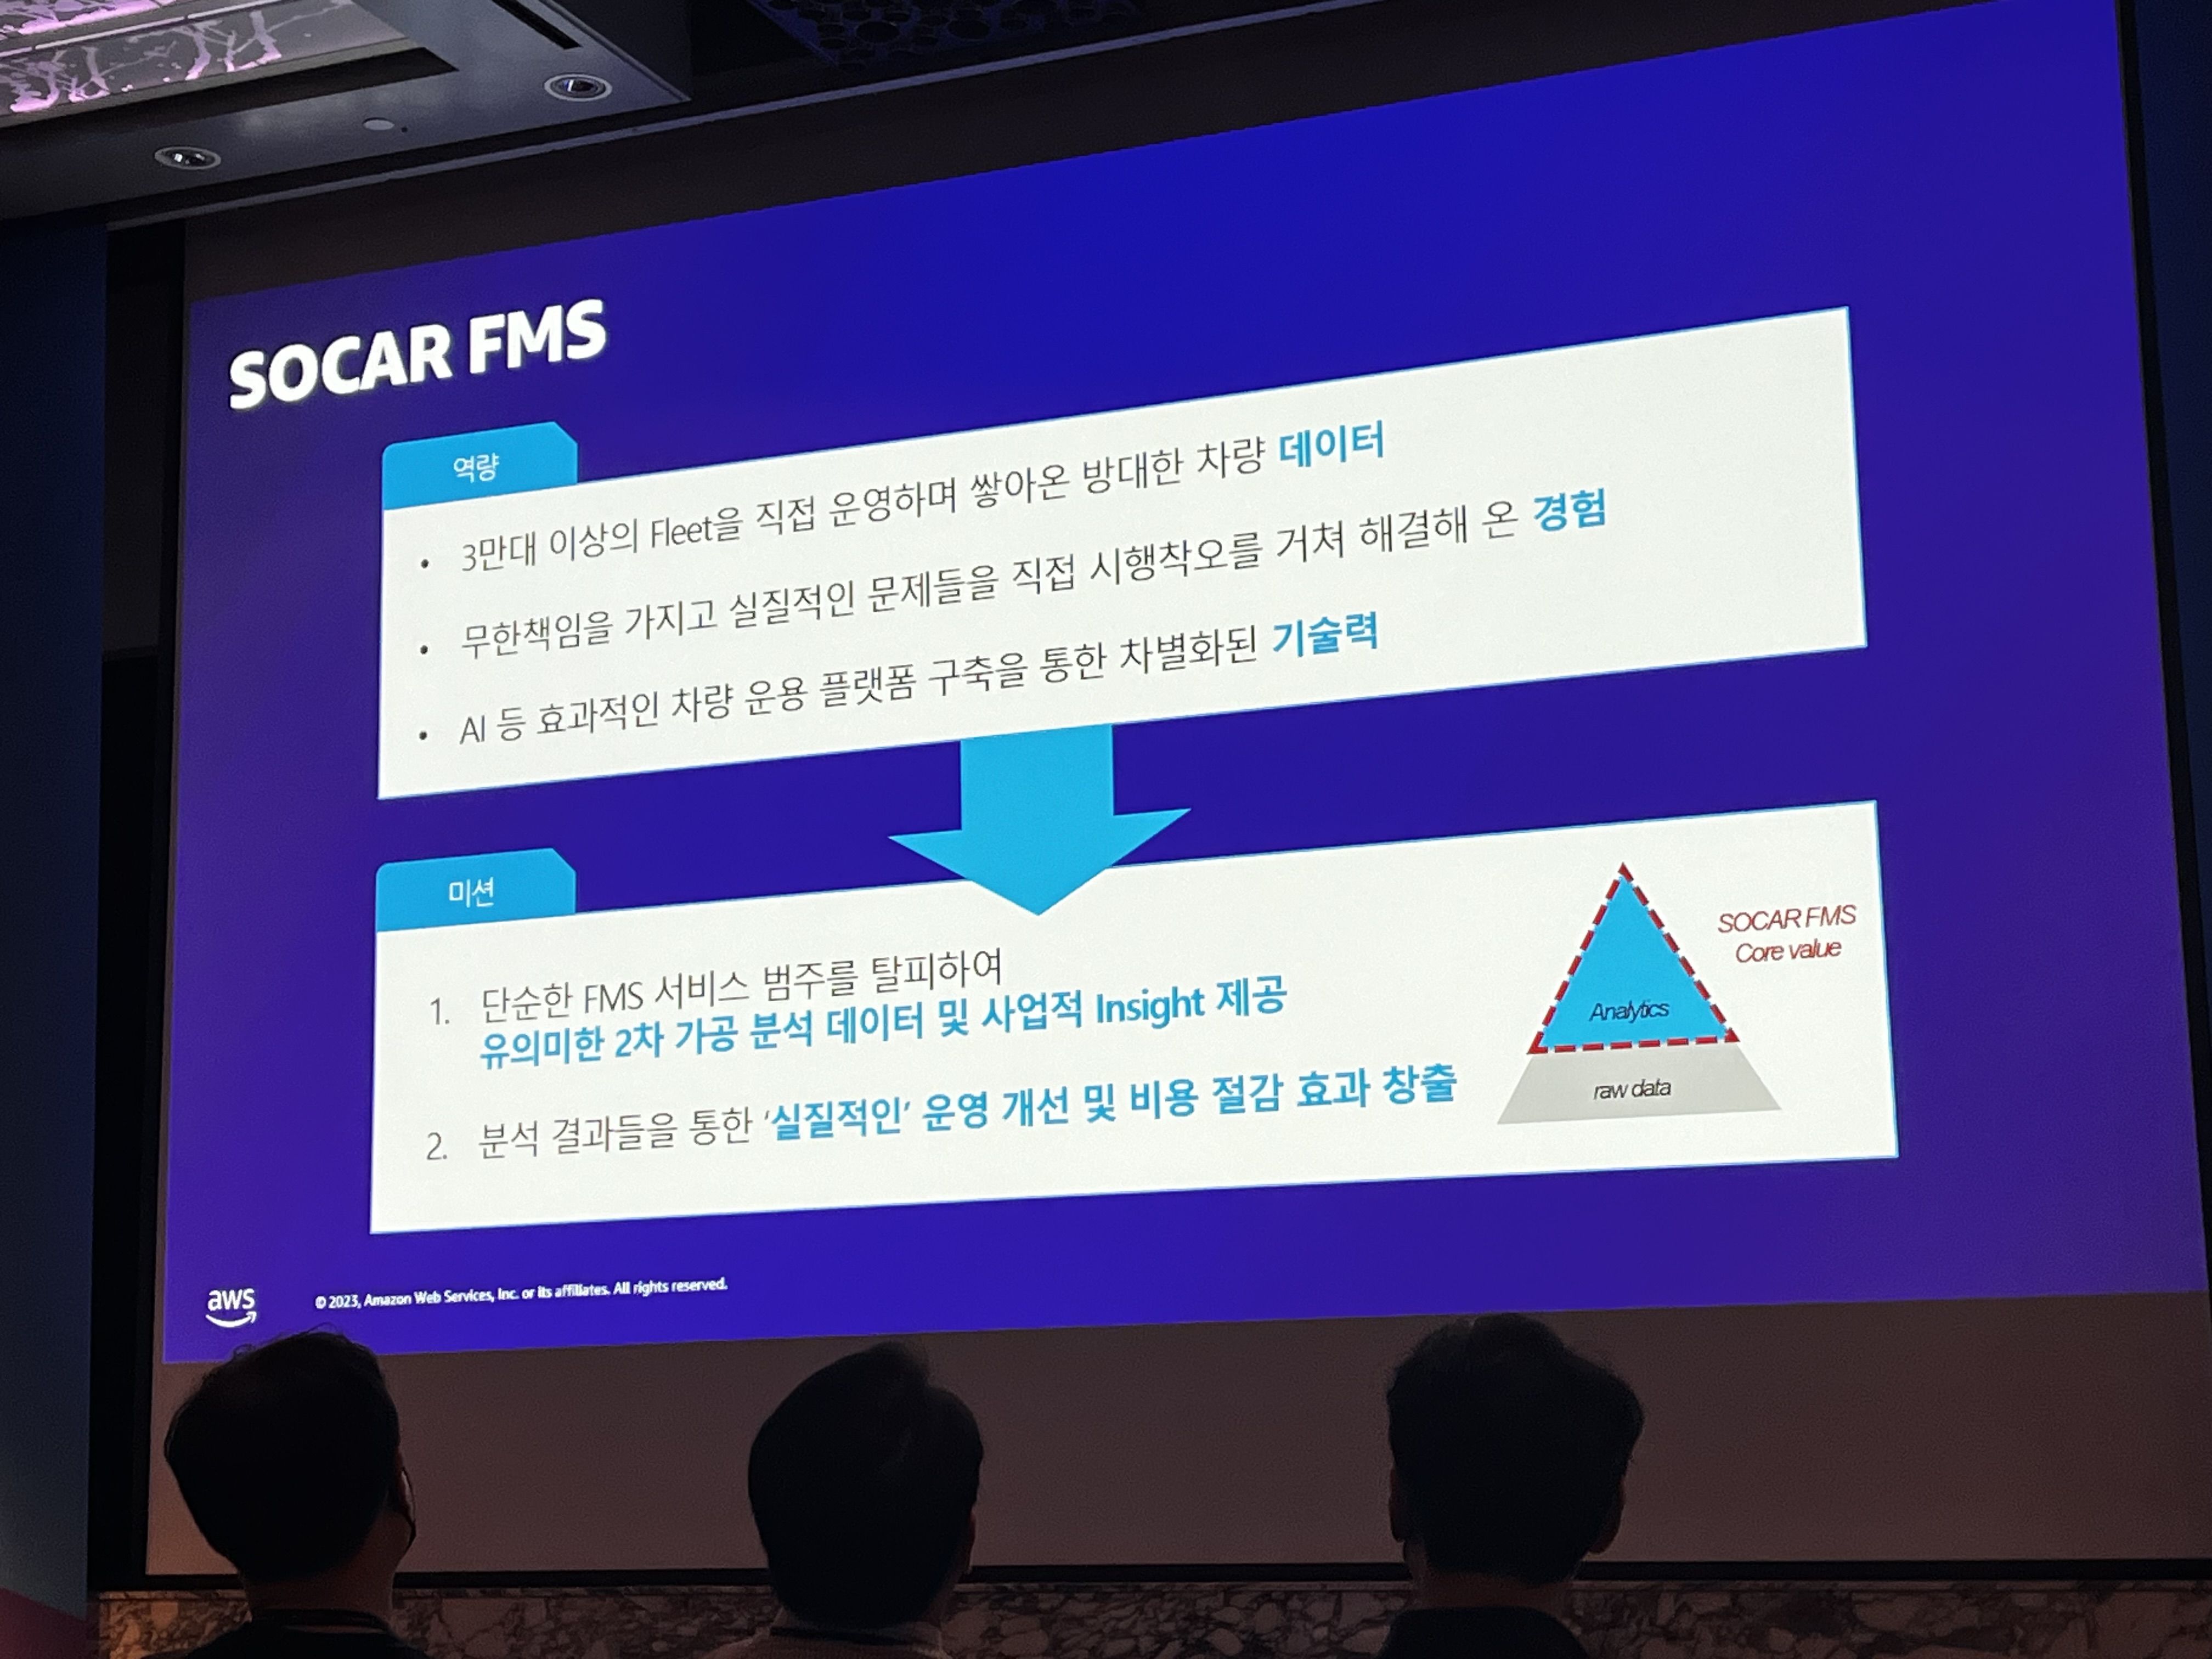 SOCAR FMS
역량
• 3만대 이상의 Fleet을 직접 운영하며 쌓아온 방대한 차량 데이터
• 무한책임을 가지고 실질적인 문제들을 직접 시행착오를 거쳐 해결해 온 경험
• AI 등 효과적인 차량 운용 플랫폼 구축을 통한 차별화된 기술력
미션
1. 단순한 FMS 서비스 범주를 탈피하여
유의미한 2차 가공 분석 데이터 및 사업적 Insight 제공
2. 분석 결과들을 통한 ‘실질적인’ 운영 개선 및 비용 절감 효과 창출
SOCAR FMS
Core value
Analytics
raw data
aws
© 2023, Amazon Web Services, Inc. or its affiliates. All rights reserved.